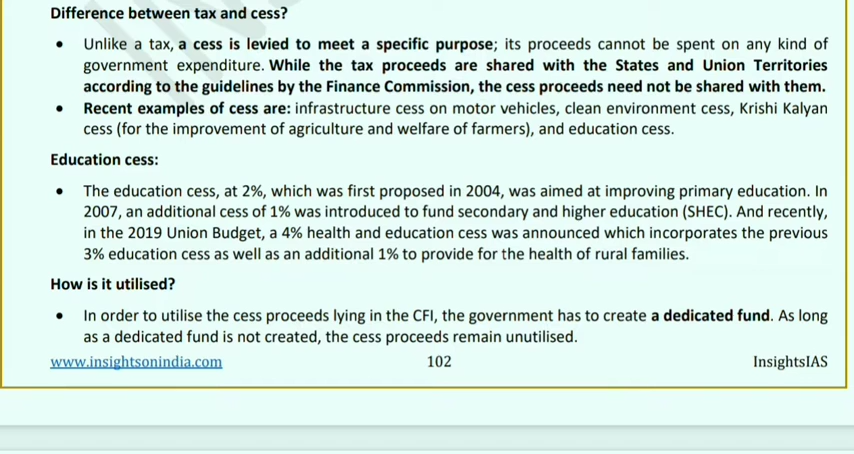 Difference between tax and cess?
• Unlike a tax, a cess is levied to meet a specific purpose; its proceeds cannot be spent on any kind of
government expenditure. While the tax proceeds are shared with the States and Union Territories
according to the guidelines by the Finance Commission, the cess proceeds need not be shared with them.
• Recent examples of cess are: infrastructure cess on motor vehicles, clean environment cess, Krishi Kalyan
cess (for the improvement of agriculture and welfare of farmers), and education cess.
Education cess:
• The education cess, at 2%, which was first proposed in 2004, was aimed at improving primary education. In
2007, an additional cess of 1% was introduced to fund secondary and higher education (SHEC). And recently,
in the 2019 Union Budget, a 4% health and education cess was announced which incorporates the previous
3% education cess as well as an additional 1% to provide for the health of rural families.
How is it utilised?
• In order to utilise the cess proceeds lying in the CFI, the government has to create a dedicated fund. As long
as a dedicated fund is not created, the cess proceeds remain unutilised.
www.insightsonindia.com 102 InsightsIAS